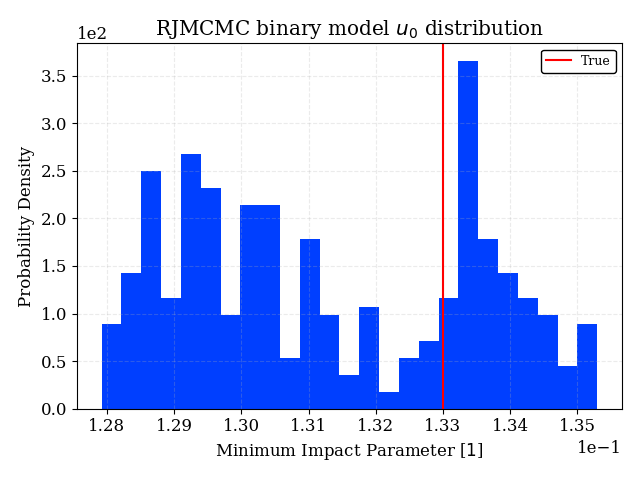 RJMCMC binary model u₀ distribution
1e2
True
3.5
3.0
2.5
2.0
1.5
1.0
0.5
0.0
Probability Density
1.28 1.29 1.30 1.31 1.32 1.33 1.34 1.35
1e−1
Minimum Impact Parameter [1]